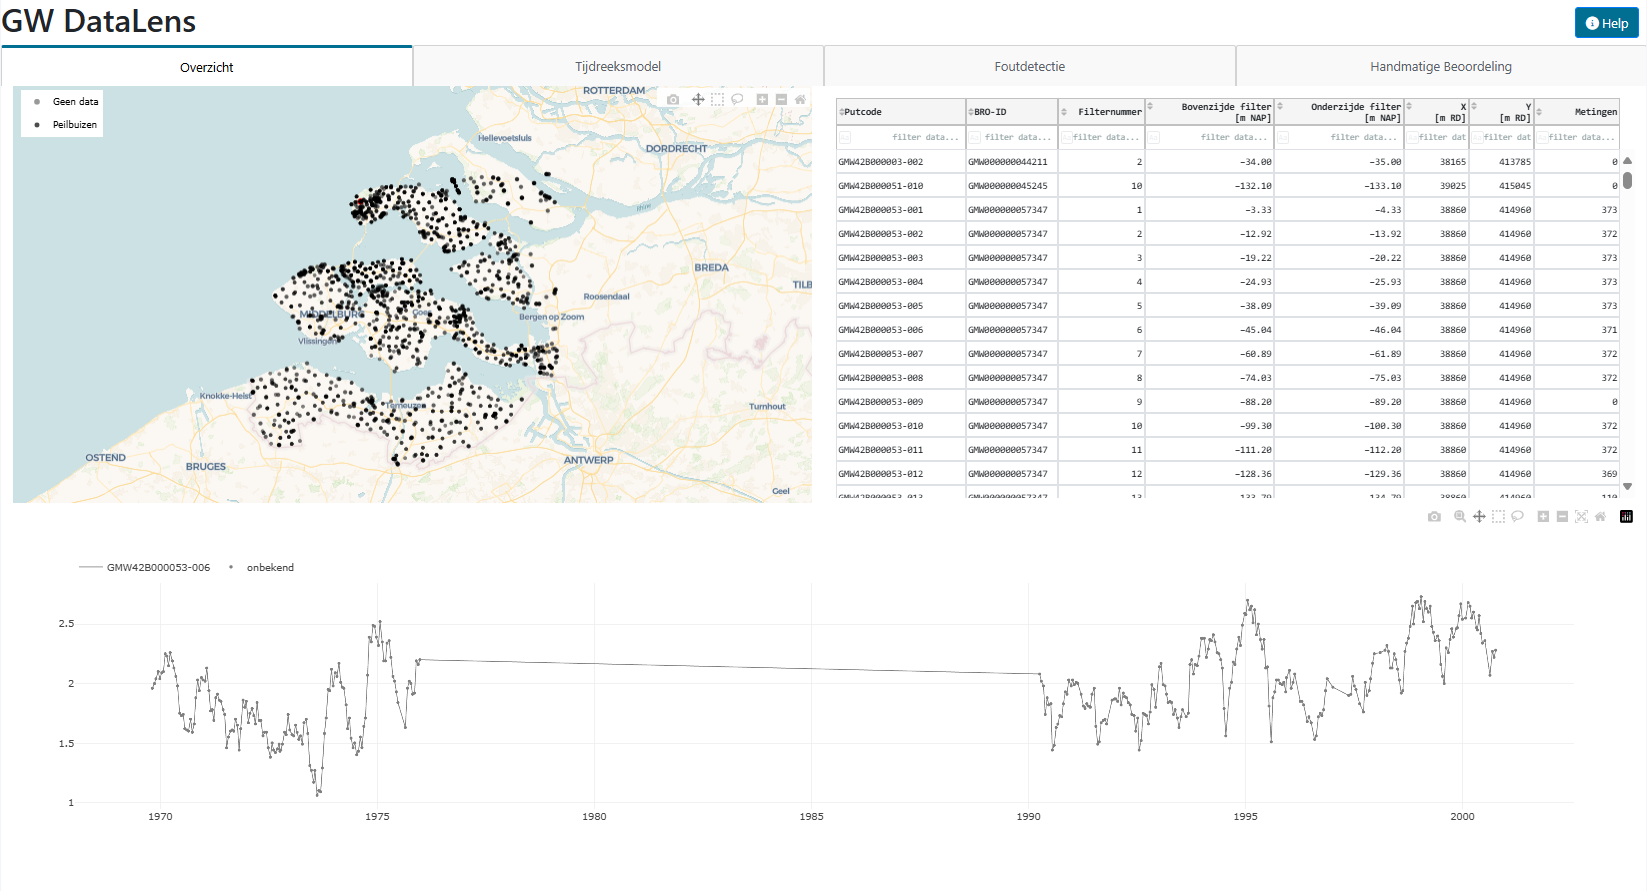 GW DataLens
Help
Overzicht
Tijdreeksmodel
Foutdetectie
Handmatige Beoordeling
Geen data
Peilbuizen
ROTTERDAM
Hellevoetsluis
DORDRECHT
BREDA
TILB
Roosendaal
MIDDELBURG
Goes
Bergen op Zoom
Vlissingen
Knokke-Heist
Terneuzen
Turnhout
OSTEND
BRUGES
ANTWERP
Geel
Putcode BRO-ID Filternummer Bovenzijde filter [m NAP] Onderzijde filter [m NAP] X [m RD] Y [m RD] Metingen
filter data... filter data... filter data... filter data... filter data... filter dat filter dat filter data...
GMW42B000003-002 GMW000000044211 2 -34.00 -35.00 38165 413785 0
GMW42B000051-010 GMW000000045245 10 -132.10 -133.10 39025 415045 0
GMW42B000053-001 GMW000000057347 1 -3.33 -4.33 38860 414960 373
GMW42B000053-002 GMW000000057347 2 -12.92 -13.92 38860 414960 372
GMW42B000053-003 GMW000000057347 3 -19.22 -20.22 38860 414960 373
GMW42B000053-004 GMW000000057347 4 -24.93 -25.93 38860 414960 373
GMW42B000053-005 GMW000000057347 5 -38.09 -39.09 38860 414960 373
GMW42B000053-006 GMW000000057347 6 -45.04 -46.04 38860 414960 371
GMW42B000053-007 GMW000000057347 7 -60.89 -61.89 38860 414960 372
GMW42B000053-008 GMW000000057347 8 -74.03 -75.03 38860 414960 372
GMW42B000053-009 GMW000000057347 9 -88.20 -89.20 38860 414960 0
GMW42B000053-010 GMW000000057347 10 -99.30 -100.30 38860 414960 372
GMW42B000053-011 GMW000000057347 11 -111.20 -112.20 38860 414960 372
GMW42B000053-012 GMW000000057347 12 -128.36 -129.36 38860 414960 369
GMW42B000053-013 GMW000000057347 13 -133.79 -134.79 38860 414960 110
GMW42B000053-006 onbekend
2.5
2
1.5
1
1970 1975 1980 1985 1990 1995 2000